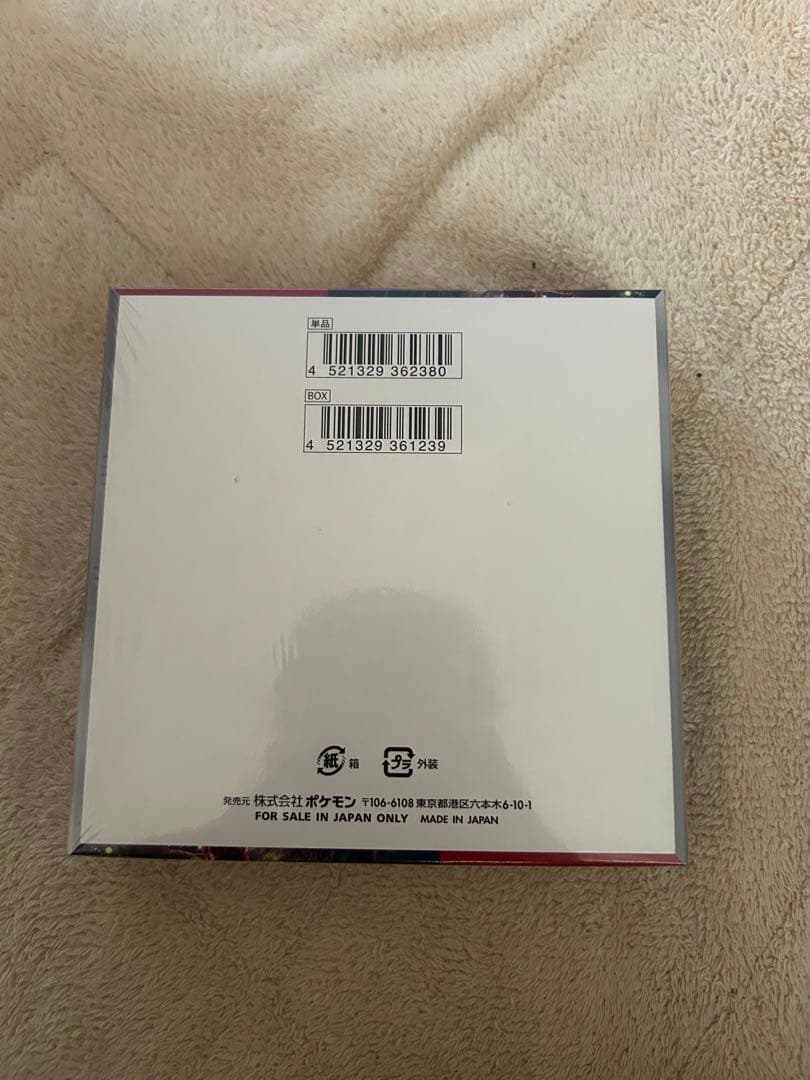 単品
4 521329 362380
BOX
4 521329 361239
紙 箱
プラ 外装
発売元 株式会社ポケモン 〒106-6108 東京都港区六本木6-10-1
FOR SALE IN JAPAN ONLY MADE IN JAPAN